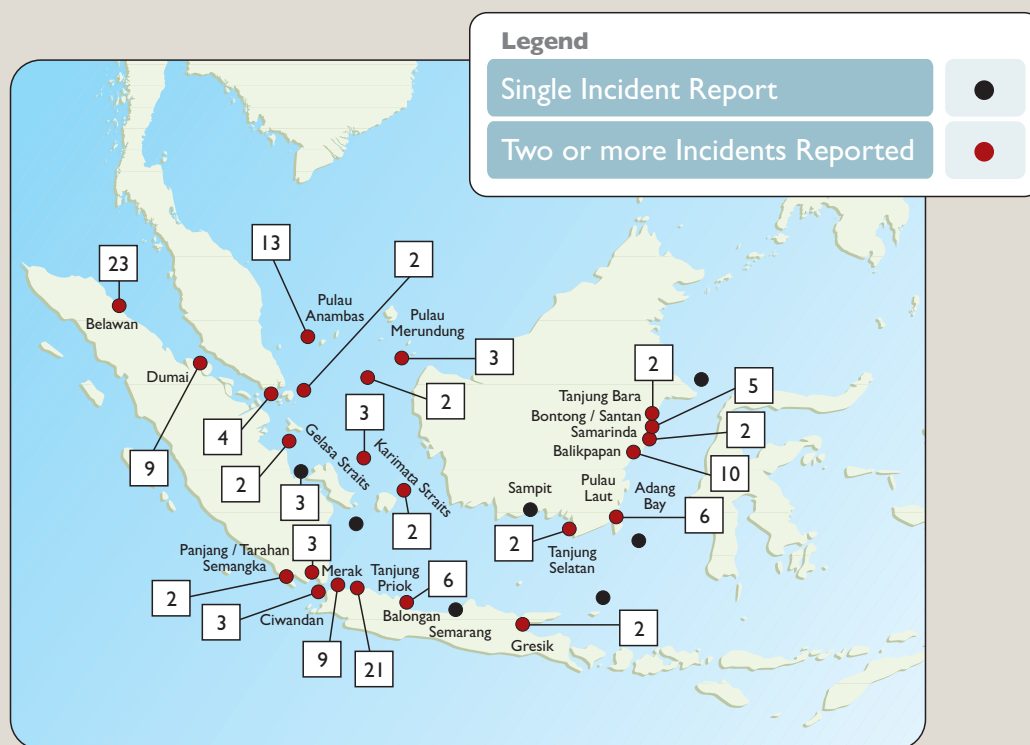 Legend
Single Incident Report
Two or more Incidents Reported
13
2
23
Pulau
Anambas
Pulau
Merundung
Belawan
3
2
Dumai
5
Tanjung Bara
2
3
Bontong / Santan
4
Samarinda
2
Gelasa Straits
Karimata Straits
Balikpapan
9
2
10
Pulau
Laut
Adang
Bay
Sampit
3
6
2
2
Tanjung
Selatan
3
Panjang / Tarahan
Semangka
Merak
Tanjung
Priok
6
2
Balongan
3
Ciwandan
Semarang
2
Gresik
9
21